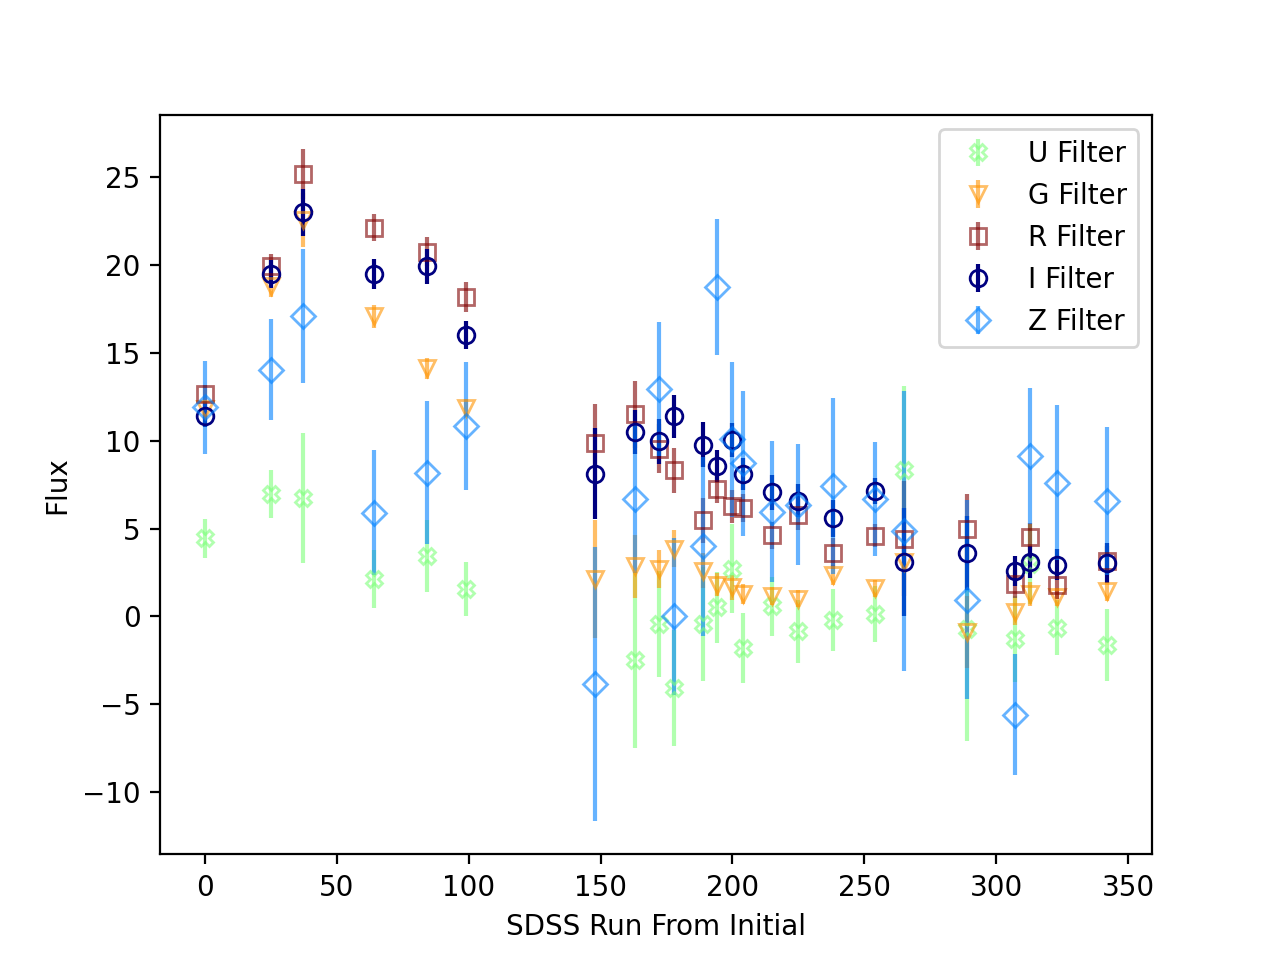 U Filter
G Filter
R Filter
I Filter
Z Filter
25
20
15
10
5
0
−5
−10
Flux
0 50 100 150 200 250 300 350
SDSS Run From Initial